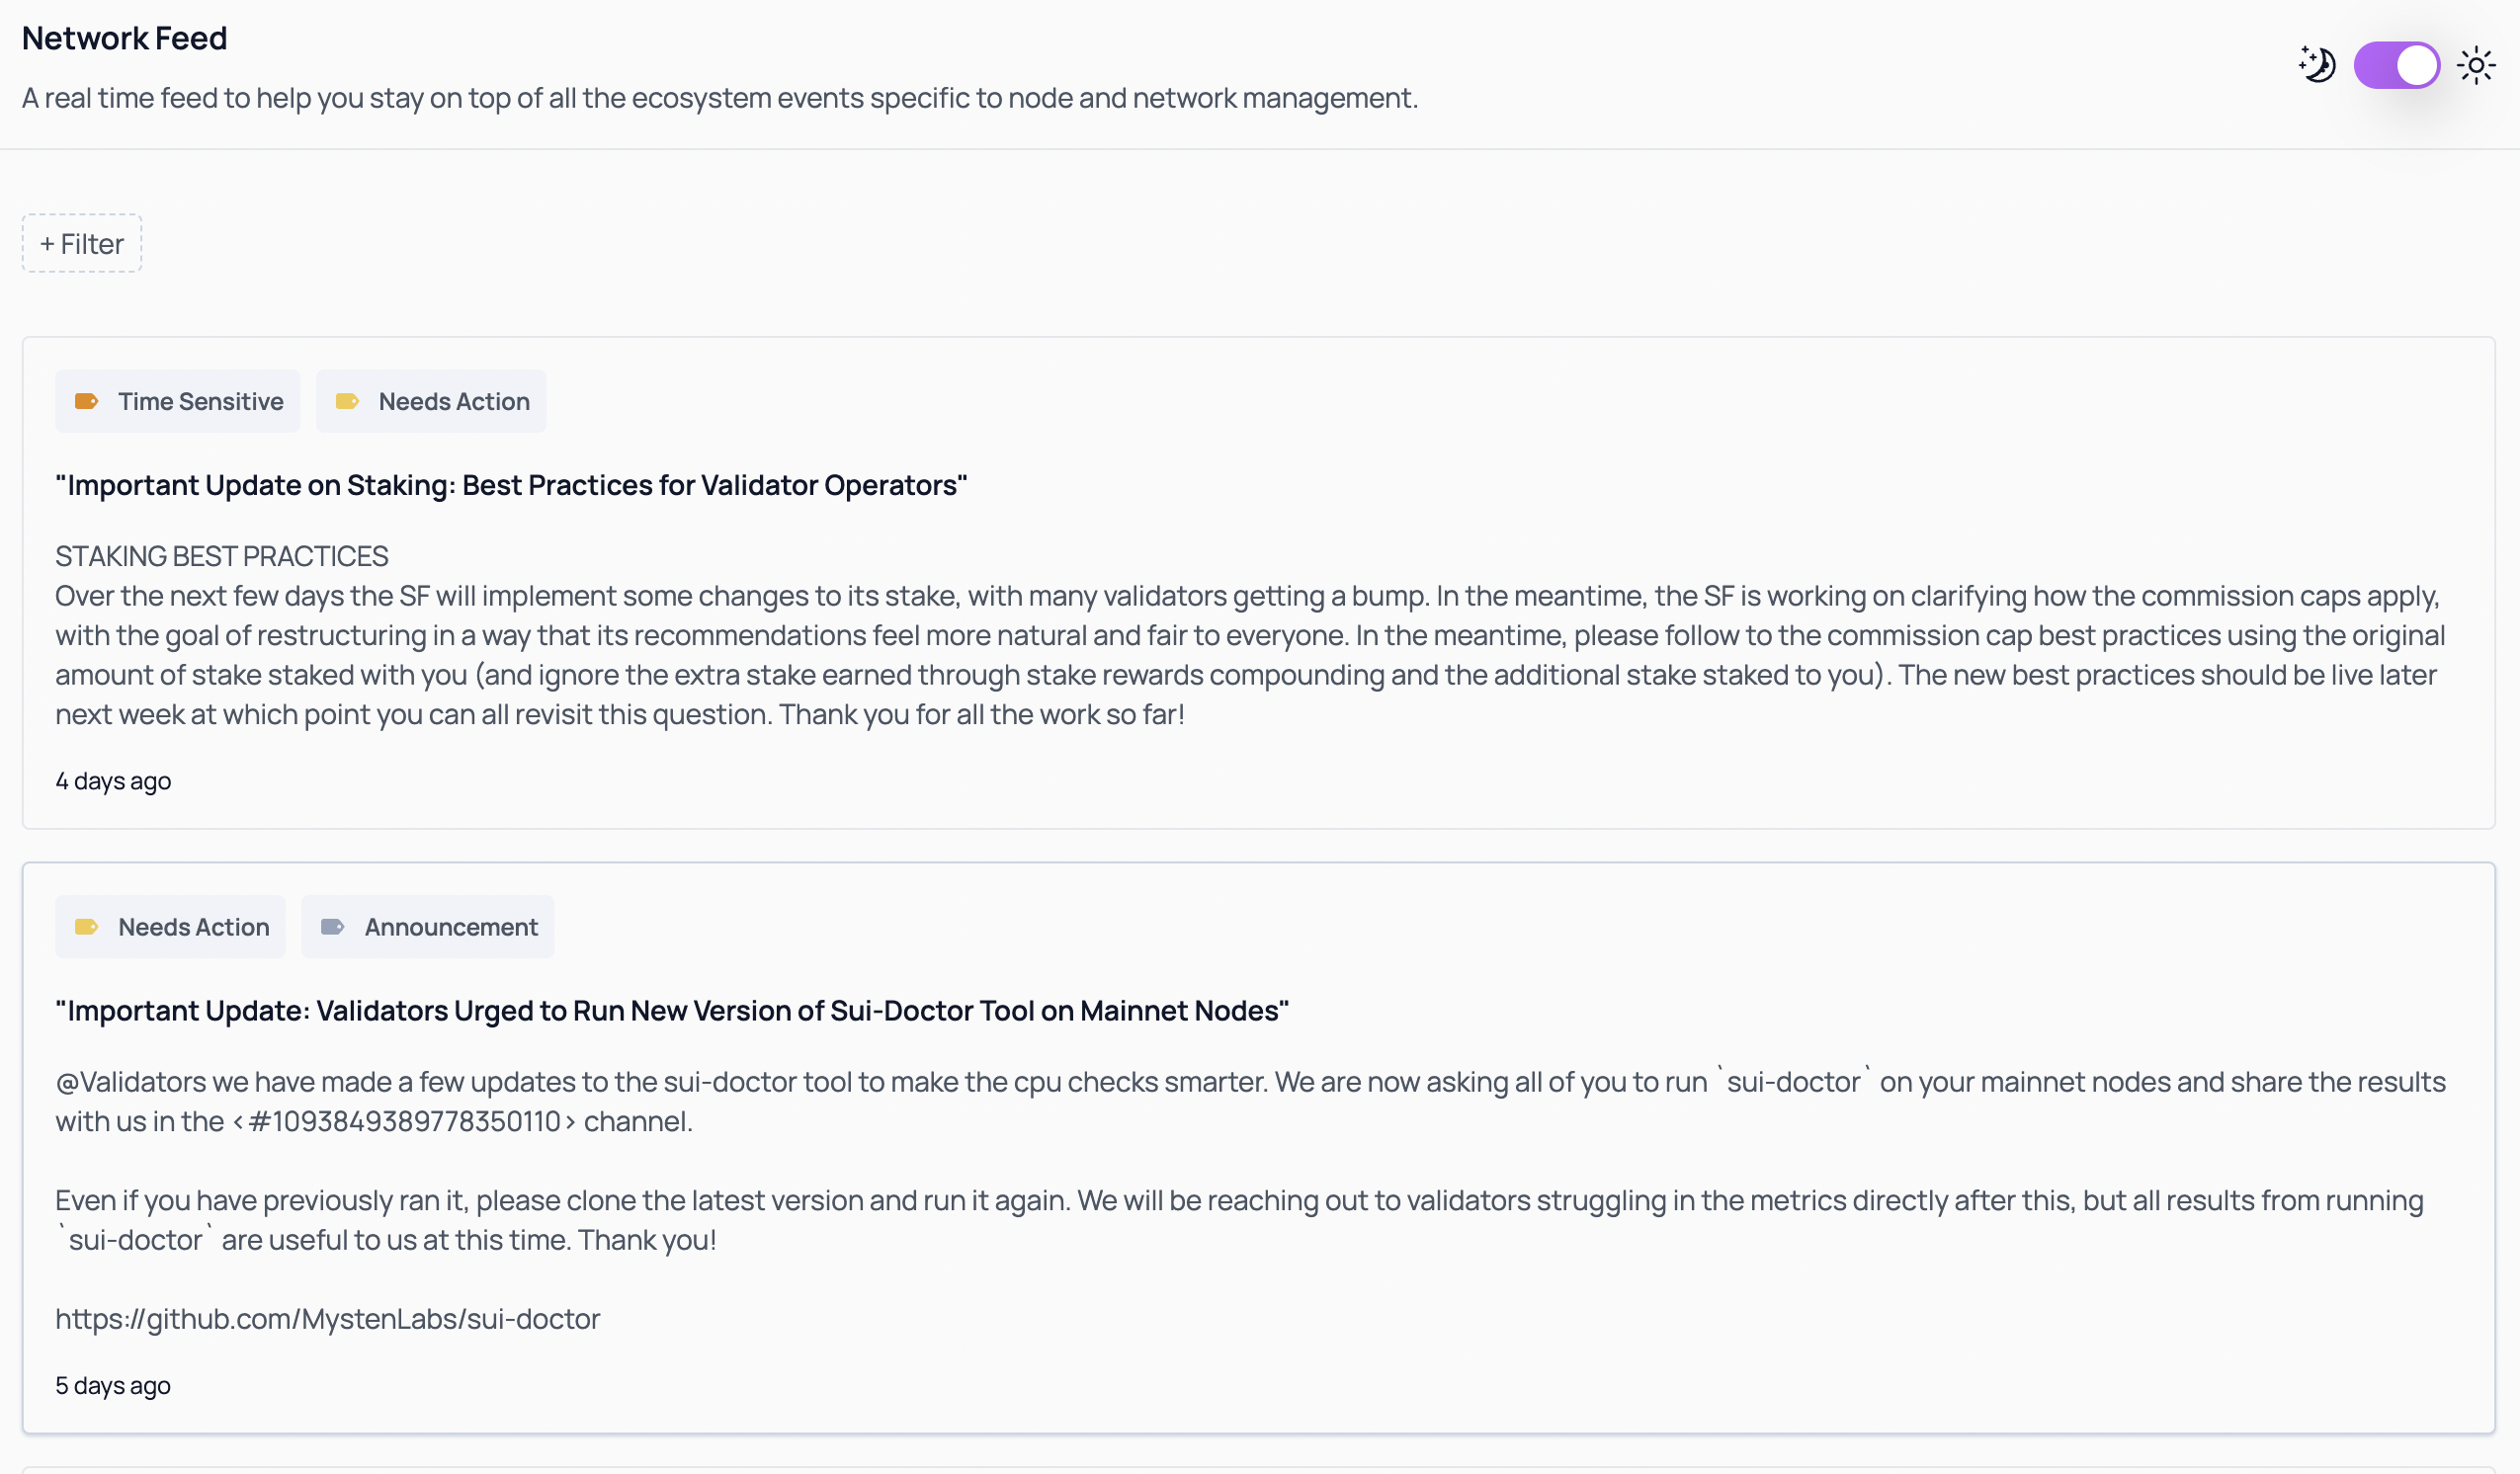 Network Feed
A real time feed to help you stay on top of all the ecosystem events specific to node and network management.
+ Filter
Time Sensitive
Needs Action
"Important Update on Staking: Best Practices for Validator Operators"
STAKING BEST PRACTICES
Over the next few days the SF will implement some changes to its stake, with many validators getting a bump. In the meantime, the SF is working on clarifying how the commission caps apply,
with the goal of restructuring in a way that its recommendations feel more natural and fair to everyone. In the meantime, please follow to the commission cap best practices using the original
amount of stake staked with you (and ignore the extra stake earned through stake rewards compounding and the additional stake staked to you). The new best practices should be live later
next week at which point you can all revisit this question. Thank you for all the work so far!
4 days ago
Needs Action
Announcement
"Important Update: Validators Urged to Run New Version of Sui-Doctor Tool on Mainnet Nodes"
@Validators we have made a few updates to the sui-doctor tool to make the cpu checks smarter. We are now asking all of you to run `sui-doctor` on your mainnet nodes and share the results
with us in the <#1093849389778350110> channel.
Even if you have previously ran it, please clone the latest version and run it again. We will be reaching out to validators struggling in the metrics directly after this, but all results from running
`sui-doctor` are useful to us at this time. Thank you!
https://github.com/MystenLabs/sui-doctor
5 days ago